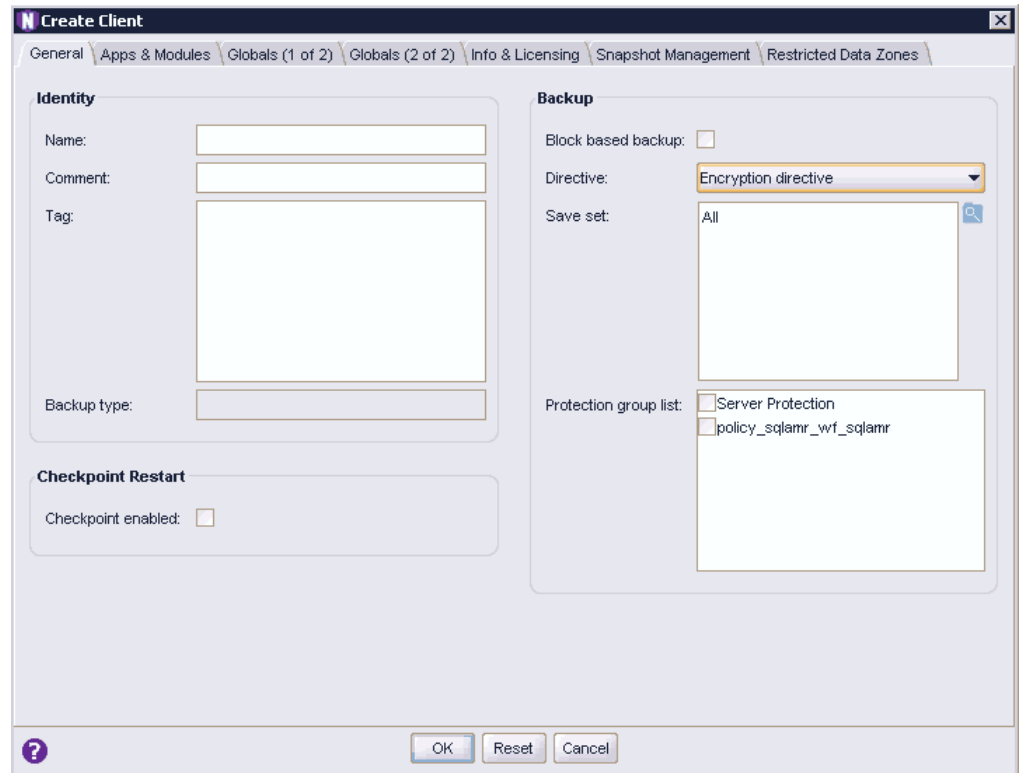 Create Client
General Apps & Modules Globals (1 of 2) Globals (2 of 2) Info & Licensing Snapshot Management Restricted Data Zones
Identity
Name:
Comment:
Tag:
Backup type:
Checkpoint Restart
Checkpoint enabled:
Backup
Block based backup:
Directive: Encryption directive
Save set: All
Protection group list: Server Protection
policy_sqlamr_wf_sqlamr
? OK Reset Cancel